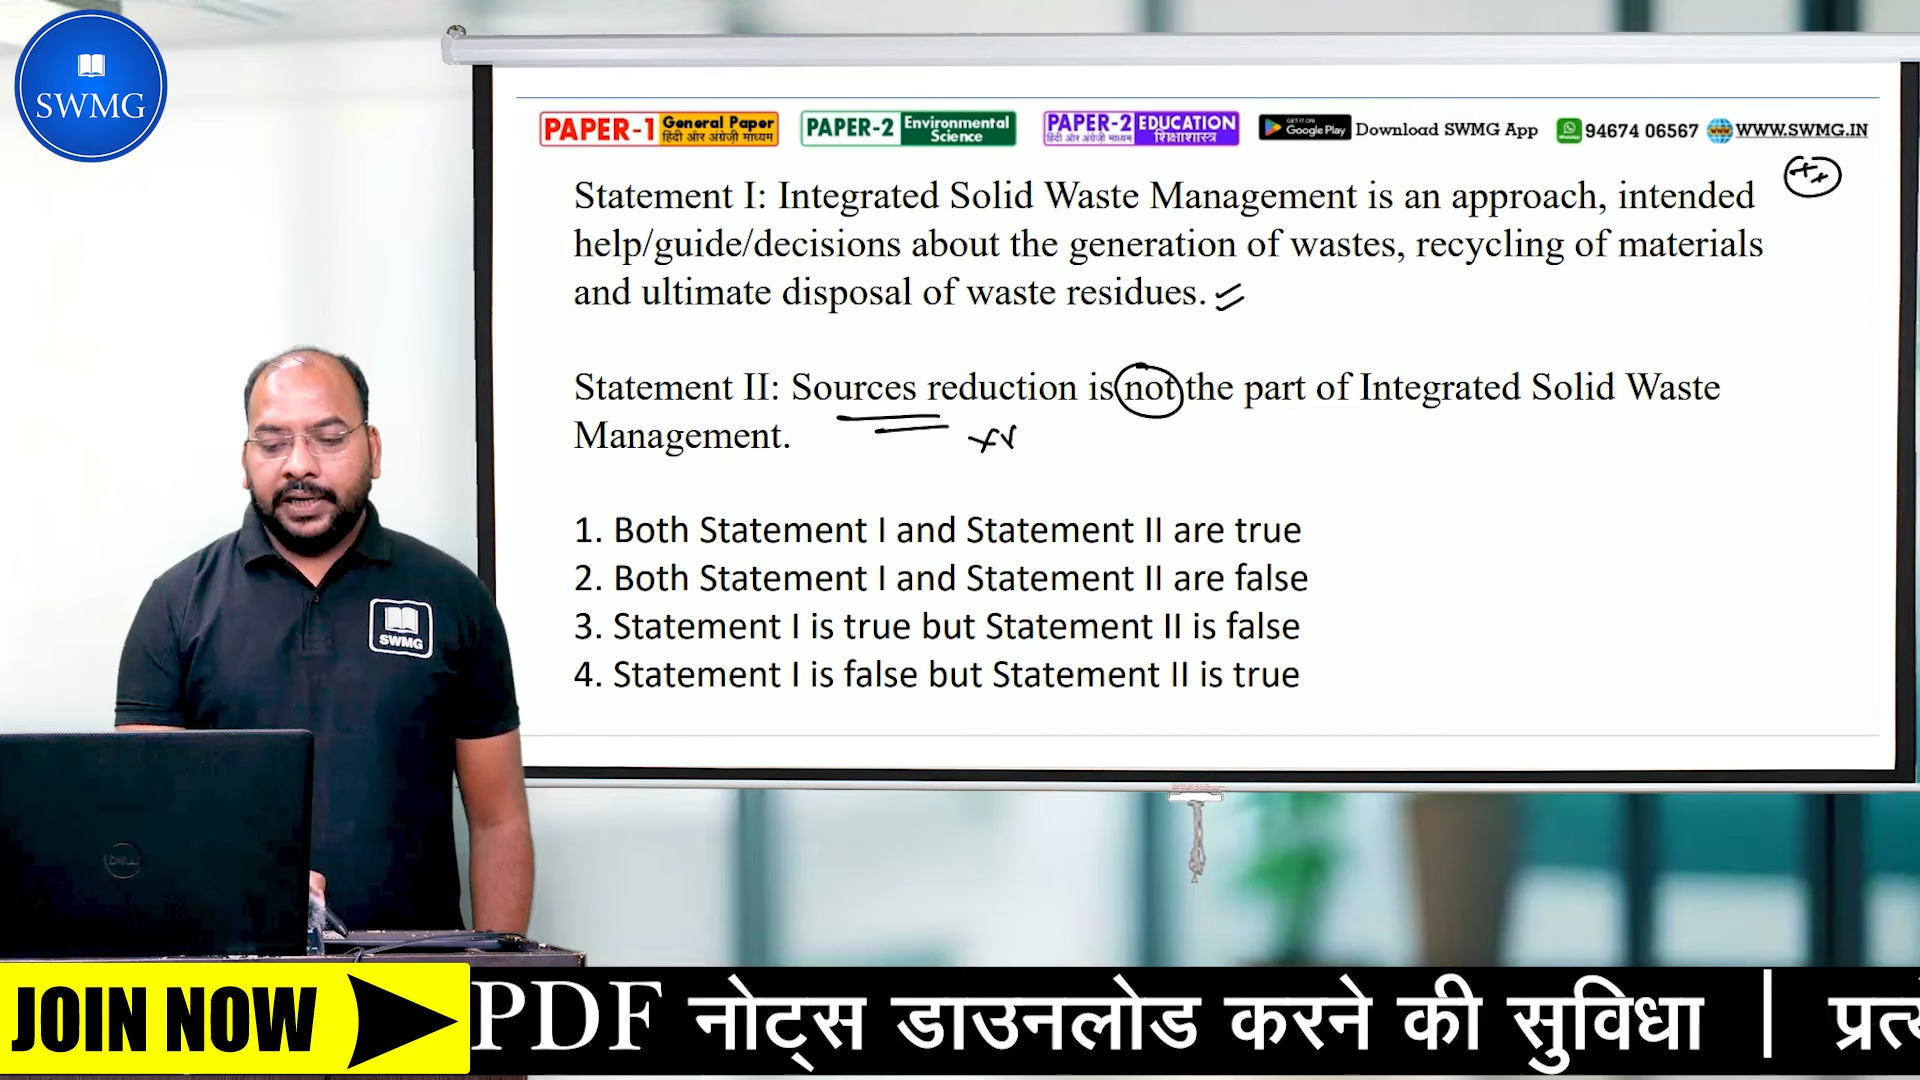 SWMG
PAPER-1 General Paper हिंदी और अंग्रेज़ी माध्यम
PAPER-2 Environmental Science
PAPER-2 हिंदी और अंग्रेजी माध्यम EDUCATION शिक्षाशास्त्र
GET IT ON Google Play Download SWMG App
94674 06567 WWW.SWMG.IN
Statement I: Integrated Solid Waste Management is an approach, intended
help/guide/decisions about the generation of wastes, recycling of materials
and ultimate disposal of waste residues.
Statement II: Sources reduction is not the part of Integrated Solid Waste
Management.
1. Both Statement I and Statement II are true
2. Both Statement I and Statement II are false
3. Statement I is true but Statement II is false
4. Statement I is false but Statement II is true
SWMG
DELL
JOIN NOW PDF नोट्स डाउनलोड करने की सुविधा | प्रत्य